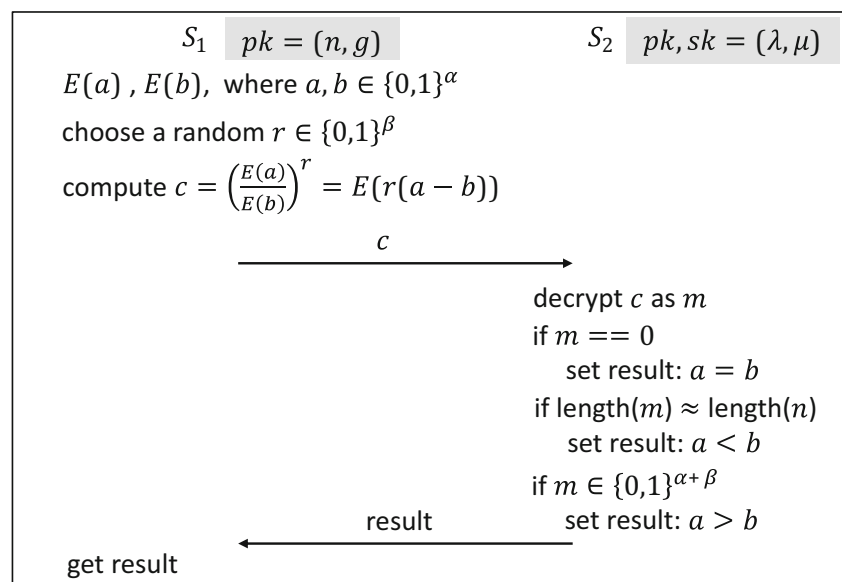 S₁ pk = (n, g) S₂ pk, sk = (λ, μ)
E(a) , E(b), where a, b ∈ {0,1}^α
choose a random r ∈ {0,1}^β
compute c = (E(a)/E(b))^r = E(r(a − b))
c
decrypt c as m
if m == 0
set result: a = b
if length(m) ≈ length(n)
set result: a < b
if m ∈ {0,1}^{α+β}
set result: a > b
result
get result